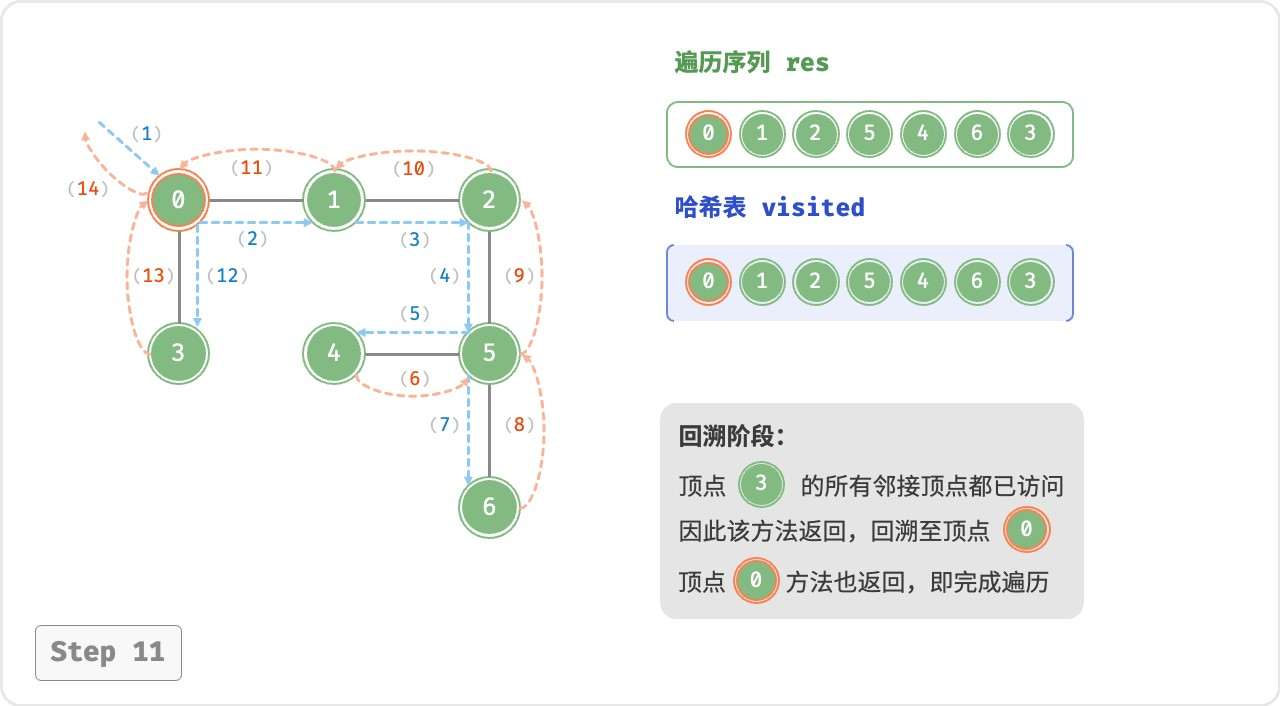 遍历序列 res
0 1 2 5 4 6 3
哈希表 visited
0 1 2 5 4 6 3
(1)
(11)
(10)
(14)
0
1
2
(2)
(3)
(13)
(12)
(4)
(9)
(5)
3
4
5
(6)
(7)
(8)
6
回溯阶段:
顶点 3 的所有邻接顶点都已访问
因此该方法返回，回溯至顶点 0
顶点 0 方法也返回，即完成遍历
Step 11